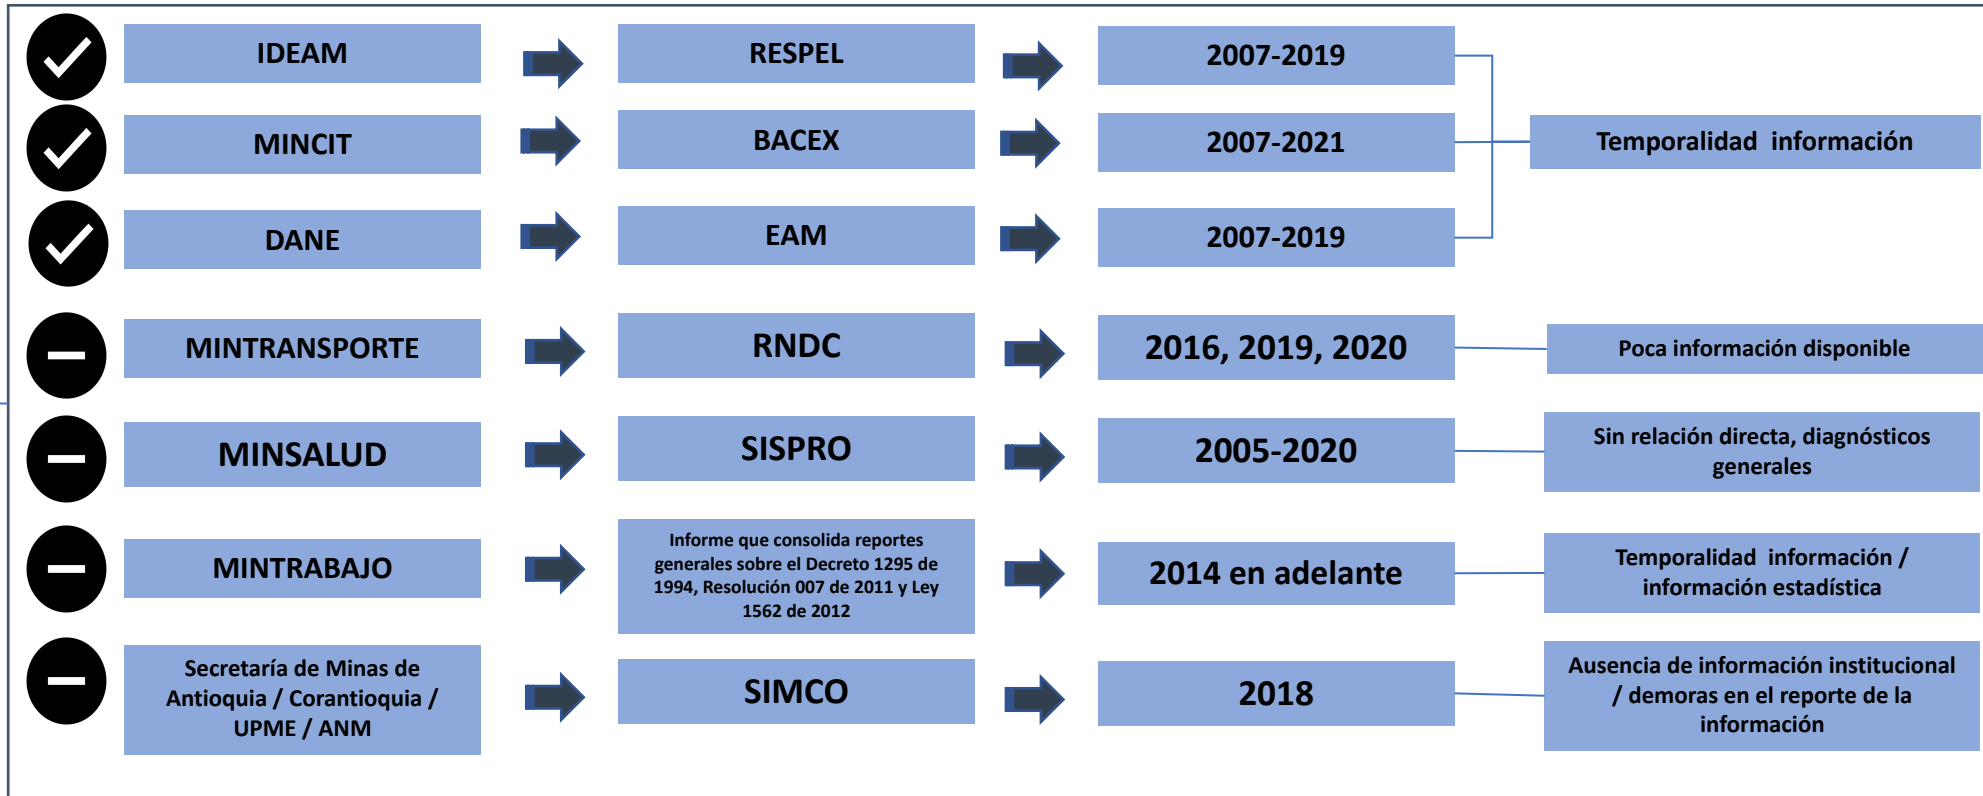 IDEAM
RESPEL
2007-2019
MINCIT
BACEX
2007-2021
Temporalidad información
DANE
EAM
2007-2019
MINTRANSPORTE
RNDC
2016, 2019, 2020
Poca información disponible
MINSALUD
SISPRO
2005-2020
Sin relación directa, diagnósticos
generales
MINTRABAJO
Informe que consolida reportes
generales sobre el Decreto 1295 de
1994, Resolución 007 de 2011 y Ley
1562 de 2012
2014 en adelante
Temporalidad información /
información estadística
Secretaría de Minas de
Antioquia / Corantioquia /
UPME / ANM
SIMCO
2018
Ausencia de información institucional
/ demoras en el reporte de la
información